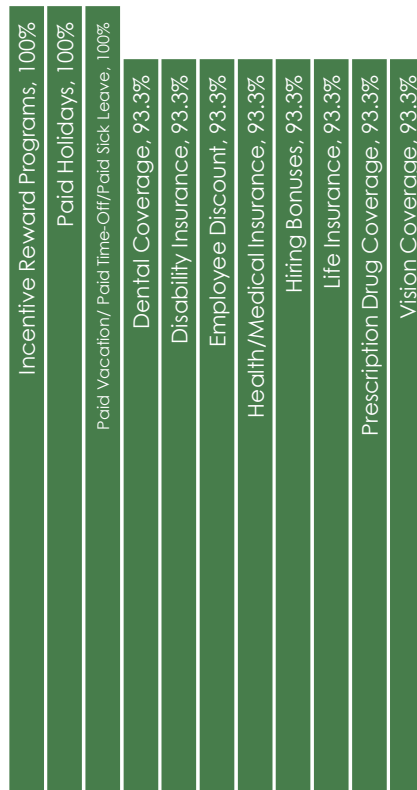 Incentive Reward Programs, 100%
Paid Holidays, 100%
Paid Vacation/ Paid Time-Off/Paid Sick Leave, 100%
Dental Coverage, 93.3%
Disability Insurance, 93.3%
Employee Discount, 93.3%
Health/Medical Insurance, 93.3%
Hiring Bonuses, 93.3%
Life Insurance, 93.3%
Prescription Drug Coverage, 93.3%
Vision Coverage, 93.3%